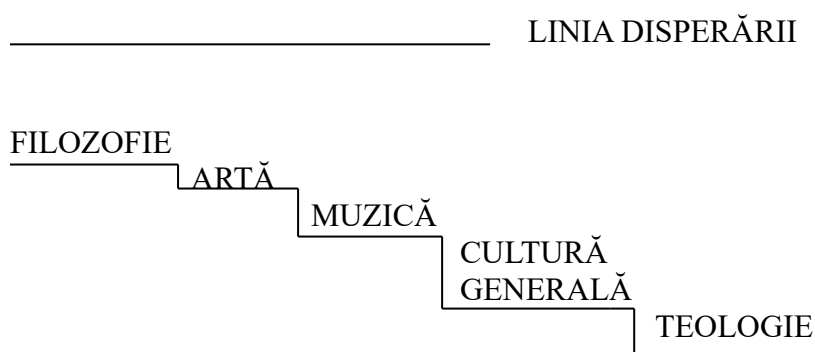 LINIA DISPERĂRII
FILOZOFIE
ARTĂ
MUZICĂ
CULTURĂ
GENERALĂ
TEOLOGIE